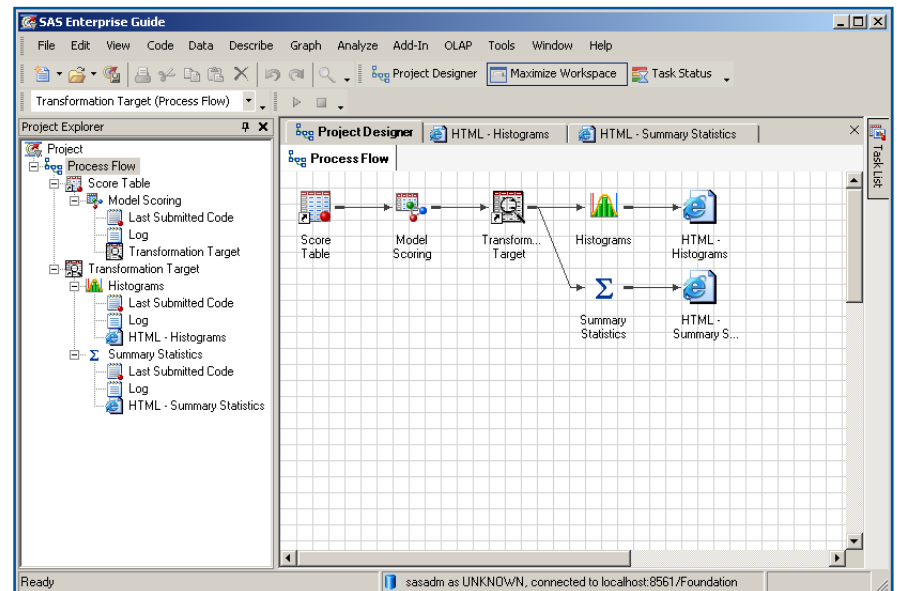 SAS Enterprise Guide
File Edit View Code Data Describe Graph Analyze Add-In OLAP Tools Window Help
Project Designer Maximize Workspace Task Status
Transformation Target (Process Flow)
Project Explorer
Project
Process Flow
Score Table
Model Scoring
Last Submitted Code
Log
Transformation Target
Transformation Target
Histograms
Last Submitted Code
Log
HTML - Histograms
Summary Statistics
Last Submitted Code
Log
HTML - Summary Statistics
Project Designer HTML - Histograms HTML - Summary Statistics
Process Flow
Score
Table
Model
Scoring
Transform...
Target
Histograms
HTML -
Histograms
Σ
Summary
Statistics
HTML -
Summary S...
Task List
Ready
sasadm as UNKNOWN, connected to localhost:8561/Foundation